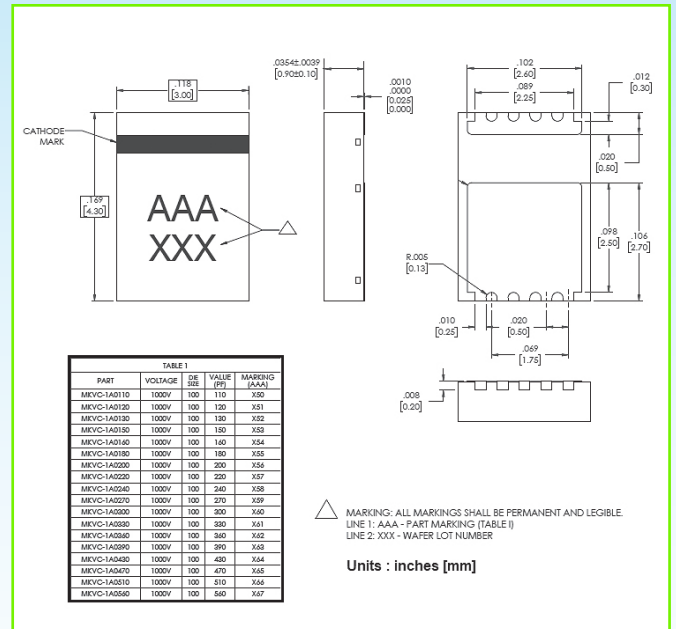 .118
[3.00]
.0354±.0039
[0.90±0.10]
.0010
.0000
[0.025]
[0.000]
.102
[2.60]
.089
[2.25]
.012
[0.30]
CATHODE
MARK
.169
[4.30]
AAA
XXX
.020
[0.50]
.098
[2.50]
.106
[2.70]
R.005
[0.13]
.010
[0.25]
.020
[0.50]
.069
[1.75]
.008
[0.20]
TABLE 1
PART VOLTAGE DIE SIZE VALUE (PF) MARKING (AAA)
MKVC-1A0110 1000V 100 110 X50
MKVC-1A0120 1000V 100 120 X51
MKVC-1A0130 1000V 100 130 X52
MKVC-1A0150 1000V 100 150 X53
MKVC-1A0160 1000V 100 160 X54
MKVC-1A0180 1000V 100 180 X55
MKVC-1A0200 1000V 100 200 X56
MKVC-1A0220 1000V 100 220 X57
MKVC-1A0240 1000V 100 240 X58
MKVC-1A0270 1000V 100 270 X59
MKVC-1A0300 1000V 100 300 X60
MKVC-1A0330 1000V 100 330 X61
MKVC-1A0360 1000V 100 360 X62
MKVC-1A0390 1000V 100 390 X63
MKVC-1A0430 1000V 100 430 X64
MKVC-1A0470 1000V 100 470 X65
MKVC-1A0510 1000V 100 510 X66
MKVC-1A0560 1000V 100 560 X67
MARKING: ALL MARKINGS SHALL BE PERMANENT AND LEGIBLE.
LINE 1: AAA - PART MARKING (TABLE I)
LINE 2: XXX - WAFER LOT NUMBER
Units : inches [mm]